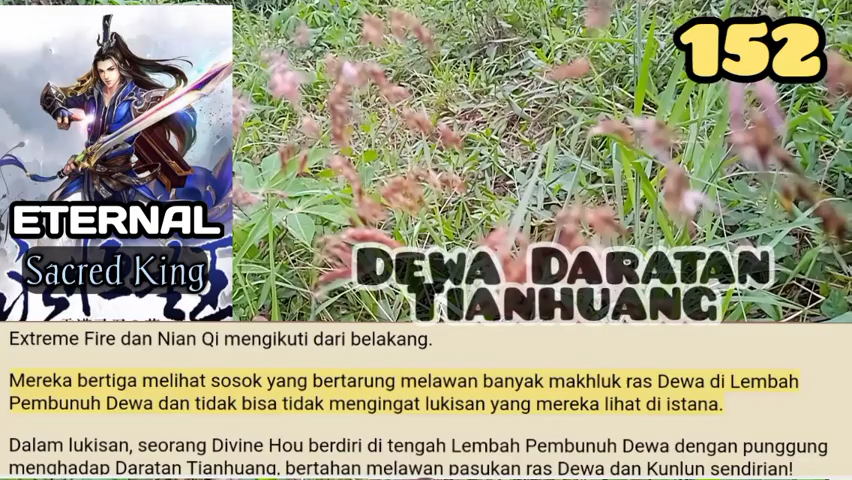 152
ETERNAL
Sacred King
DEWA DARATAN
TIANHUANG
Extreme Fire dan Nian Qi mengikuti dari belakang.
Mereka bertiga melihat sosok yang bertarung melawan banyak makhluk ras Dewa di Lembah
Pembunuh Dewa dan tidak bisa tidak mengingat lukisan yang mereka lihat di istana.
Dalam lukisan, seorang Divine Hou berdiri di tengah Lembah Pembunuh Dewa dengan punggung
menghadap Daratan Tianhuang, bertahan melawan pasukan ras Dewa dan Kunlun sendirian!